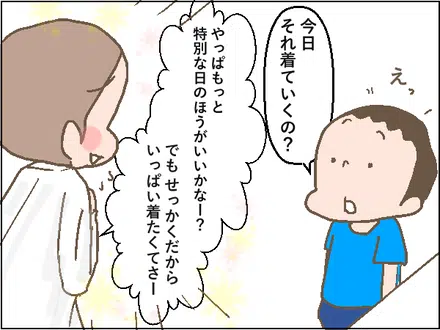 今日
それ着ていくの？
えっ
やっぱもっと
特別な日のほうがいいかなー？
でも せっかくだから
いっぱい着たくてさー